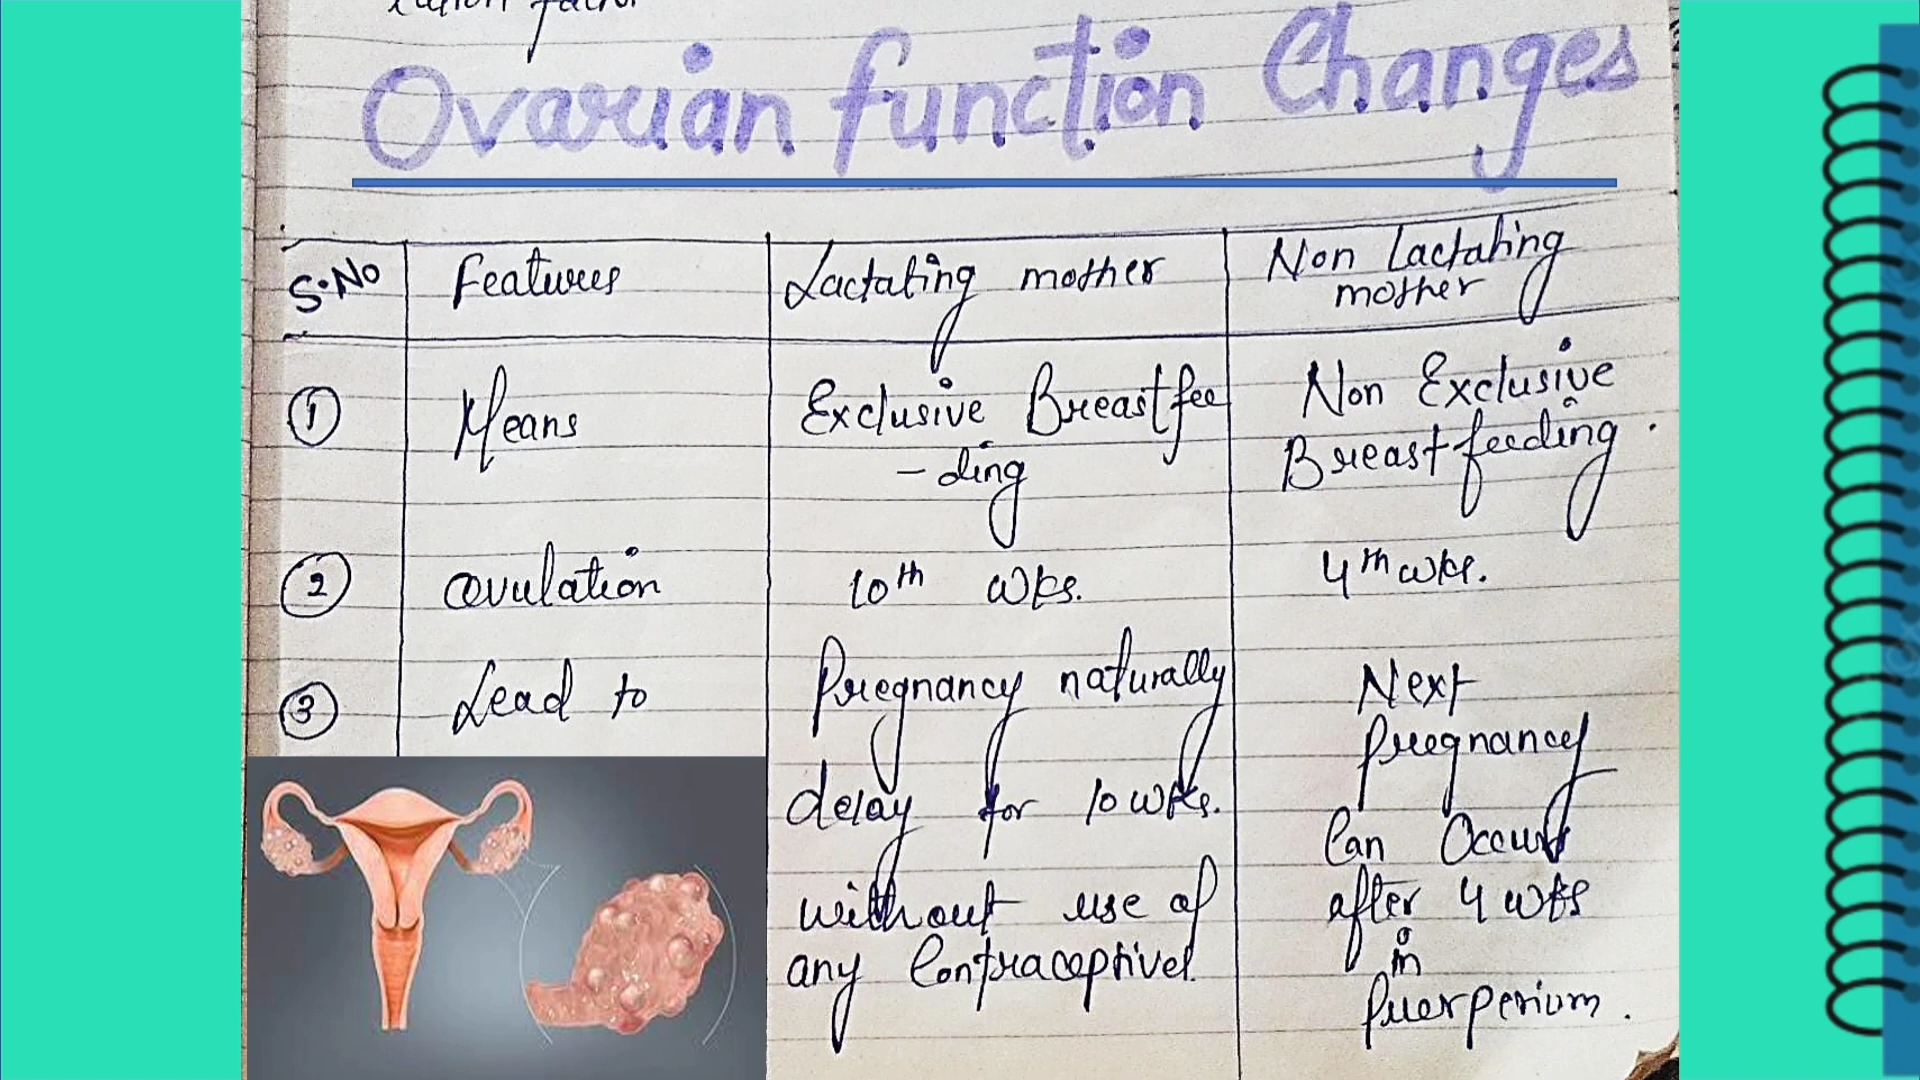 Ovarian function Changes
S.No Features Lactating mother Non Lactating
mother
① Means Exclusive Breastfee Non Exclusive
- ding Breastfeeding.
② ovulation 10th wks. 4th wks.
③ Lead to Pregnancy naturally Next
pregnancy
delay for 10 wks.
Can Occurs
without use of after 4 wks
any Contraceptives. in
puerperium.